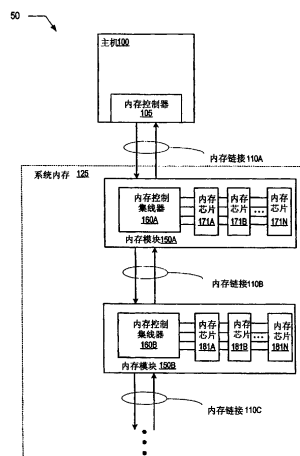 50
主机100
内存控制器
105
内存链接110A
系统内存 125
内存控制
集线器
160A
内存
芯片
171A
内存
芯片
171B
...
内存
芯片
171N
内存模块150A
内存链接110B
内存控制
集线器
160B
内存
芯片
181A
内存
芯片
181B
...
内存
芯片
181N
内存模块150B
内存链接110C